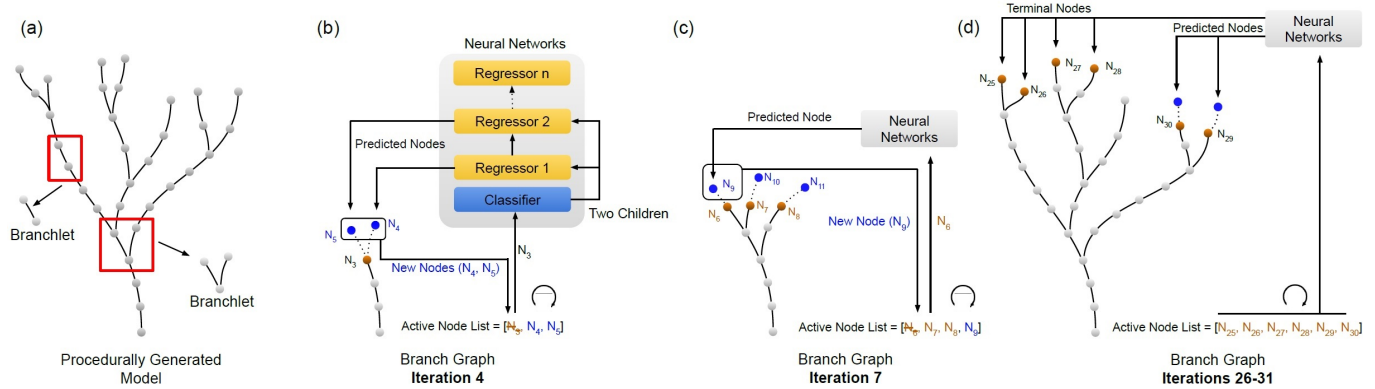 (a)
Branchlet
Branchlet
Procedurally Generated
Model
(b)
Neural Networks
Regressor n
Regressor 2
Predicted Nodes
Regressor 1
Classifier
Two Children
N4
N5
N3
N3
New Nodes (N4, N5)
Active Node List = [N3, N4, N5]
Branch Graph
Iteration 4
(c)
Predicted Node
Neural
Networks
N9
N10
N11
N6
N7
N8
New Node (N9)
N6
Active Node List = [N6, N7, N8, N9]
Branch Graph
Iteration 7
(d)
Terminal Nodes
Predicted Nodes
Neural
Networks
N25
N26
N27
N28
N30
N29
Active Node List = [N25, N26, N27, N28, N29, N30]
Branch Graph
Iterations 26-31